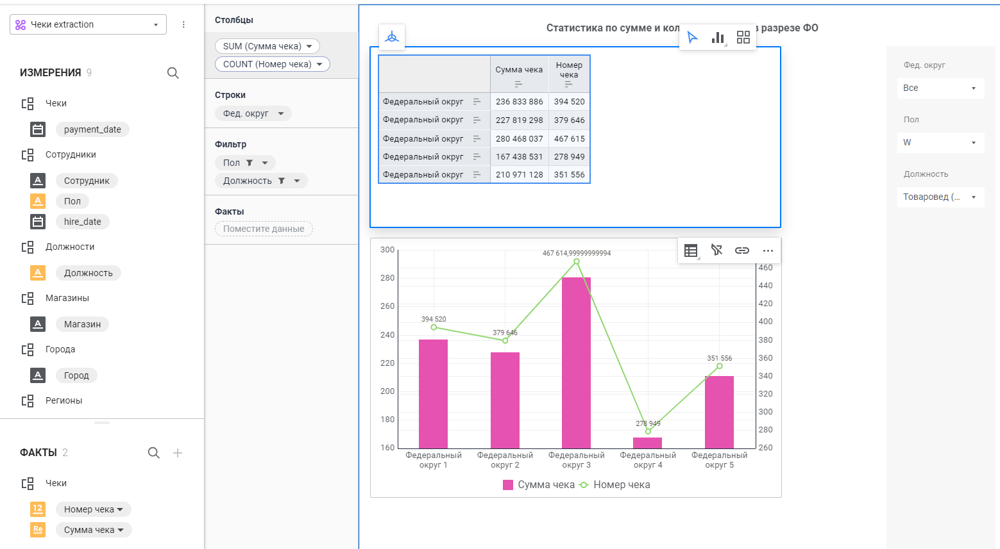 Чеки extraction
ИЗМЕРЕНИЯ 9
Чеки
payment_date
Сотрудники
Сотрудник
Пол
hire_date
Должности
Должность
Магазины
Магазин
Города
Город
Регионы
ФАКТЫ 2
Чеки
12 Номер чека
Re Сумма чека
Столбцы
SUM (Сумма чека)
COUNT (Номер чека)
Строки
Фед. округ
Фильтр
Пол
Должность
Факты
Поместите данные
Статистика по сумме и кол в разрезе ФО
Сумма чека
Номер
чека
Федеральный округ 236 833 886 394 520
Федеральный округ 227 819 298 379 646
Федеральный округ 280 468 037 467 615
Федеральный округ 167 438 531 278 949
Федеральный округ 210 971 128 351 556
300
280
260
240
220
200
180
160
467 614,99999999994
394 520
379 646
278 949
351 556
460
440
420
400
380
360
340
320
300
280
260
Федеральный
округ 1
Федеральный
округ 2
Федеральный
округ 3
Федеральный
округ 4
Федеральный
округ 5
Сумма чека Номер чека
Фед. округ
Все
Пол
W
Должность
Товаровед (...